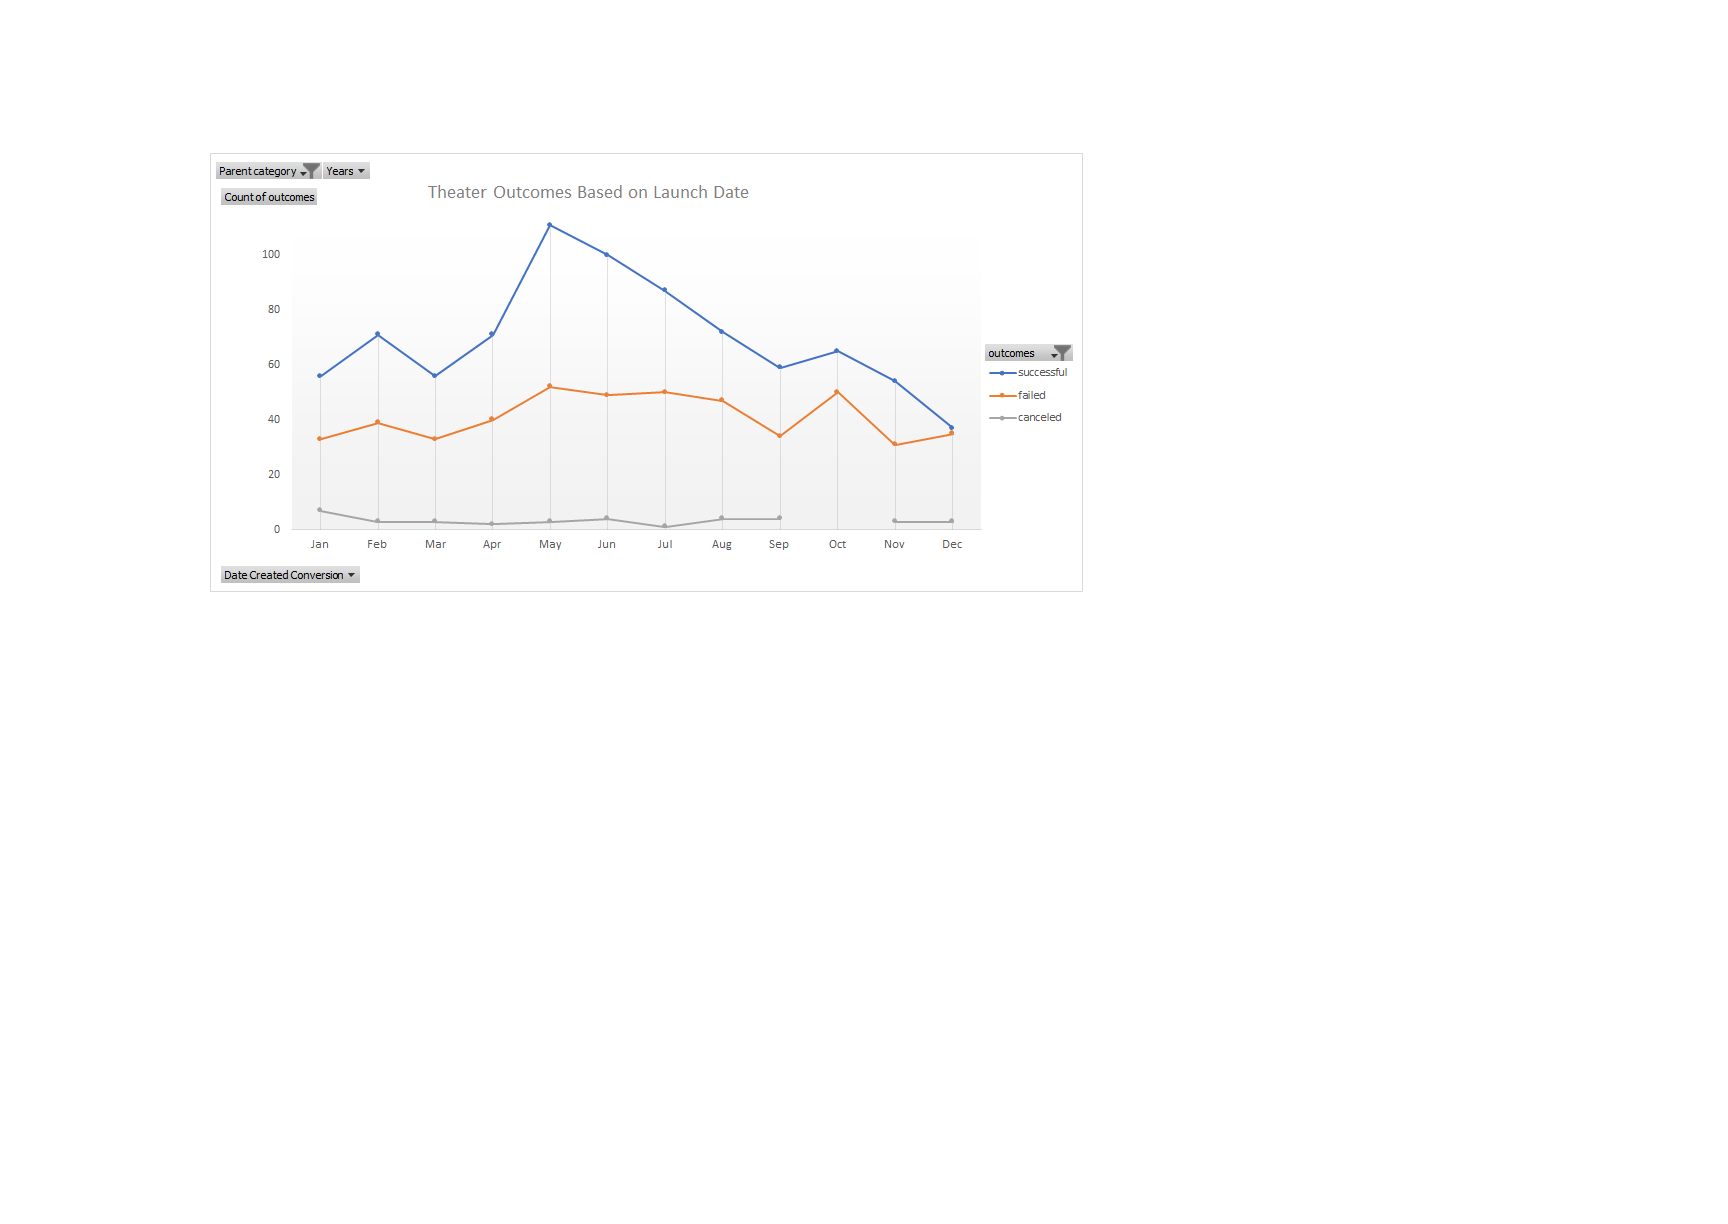 Parent category Years
Theater Outcomes Based on Launch Date
Count of outcomes
100
80
60
40
20
0
Jan Feb Mar Apr May Jun Jul Aug Sep Oct Nov Dec
outcomes
successful
failed
canceled
Date Created Conversion